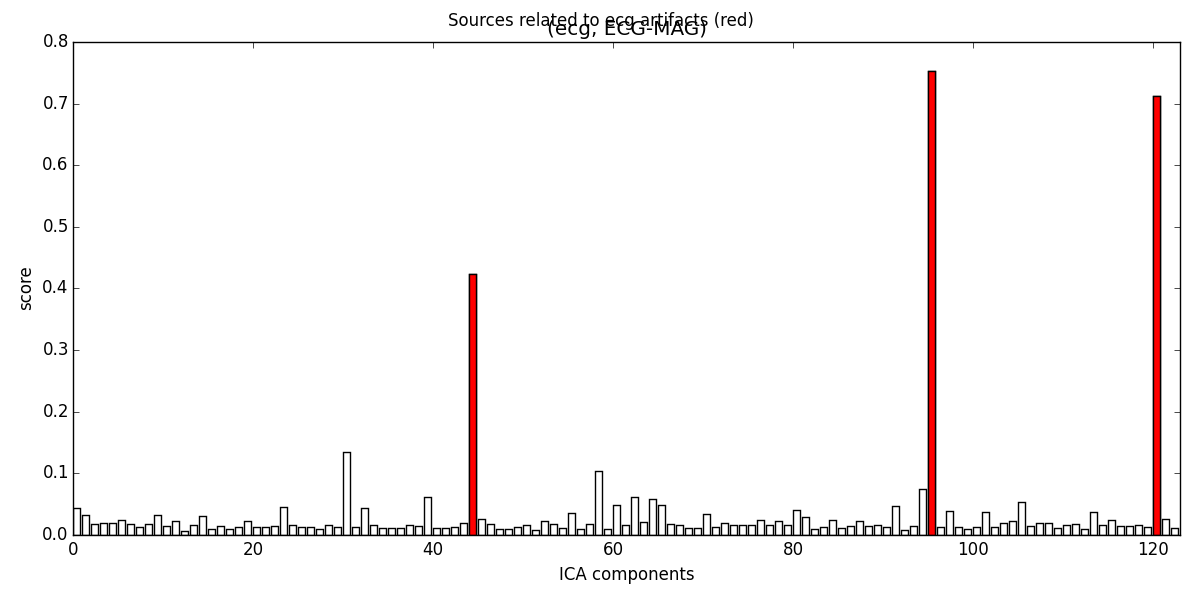 Sources related to ecg artifacts (red)
(ecg, ECG-MAG)
0.8
0.7
0.6
0.5
0.4
0.3
0.2
0.1
0.0
score
0 20 40 60 80 100 120
ICA components